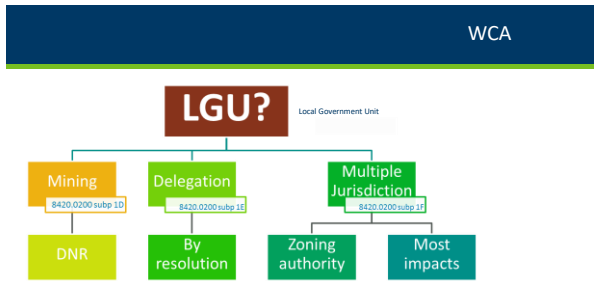 WCA
LGU?
Local Government Unit
Mining
8420.0200 subp 1D
Delegation
8420.0200 subp 1E
Multiple
Jurisdiction
8420.0200 subp 1F
DNR
By
resolution
Zoning
authority
Most
impacts